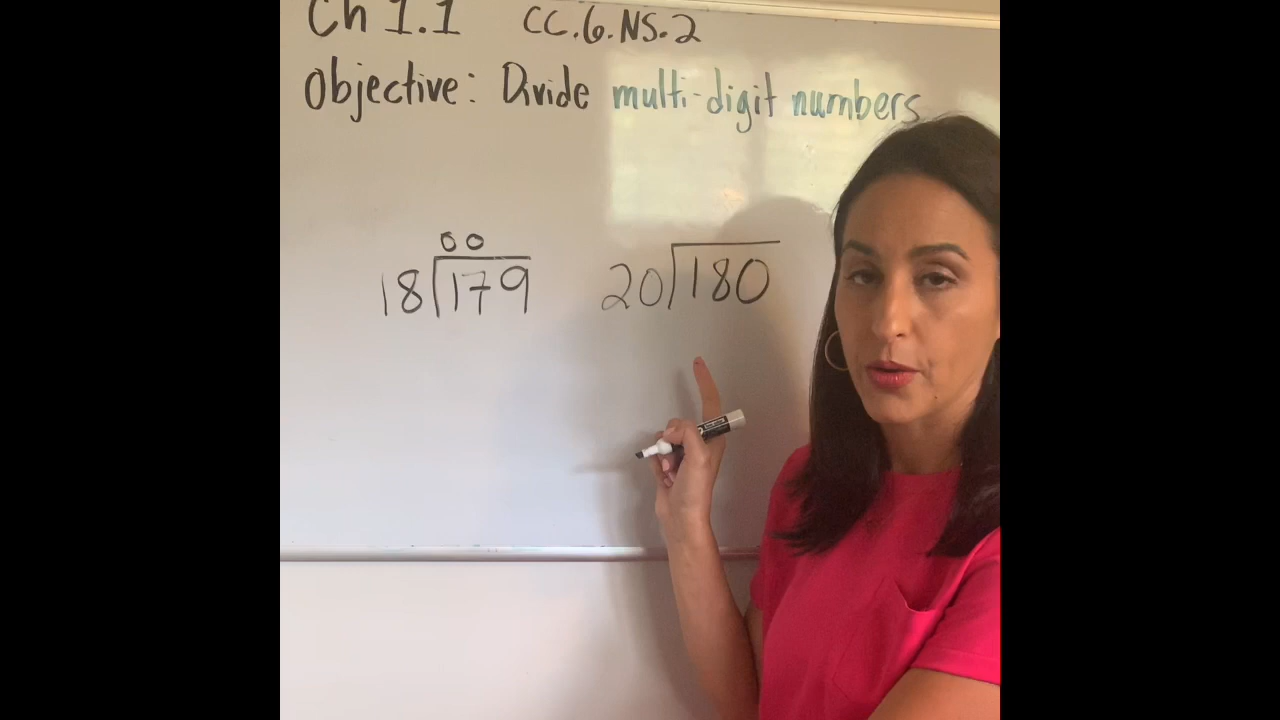 Ch 1.1 CC.6.NS.2
Objective: Divide multi-digit numbers
00
18 179 20 180